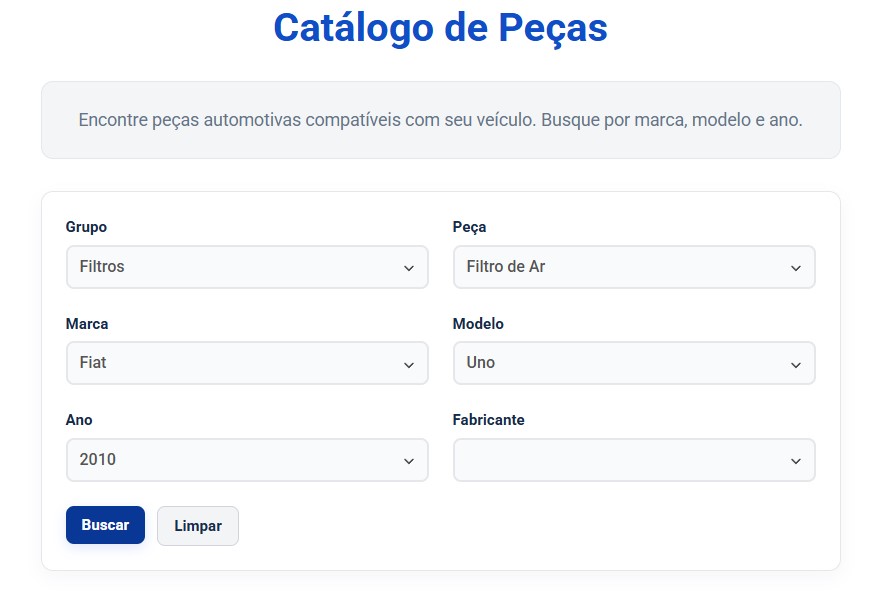 Catálogo de Peças
Encontre peças automotivas compatíveis com seu veículo. Busque por marca, modelo e ano.
Grupo
Filtros
Peça
Filtro de Ar
Marca
Fiat
Modelo
Uno
Ano
2010
Fabricante
Buscar
Limpar